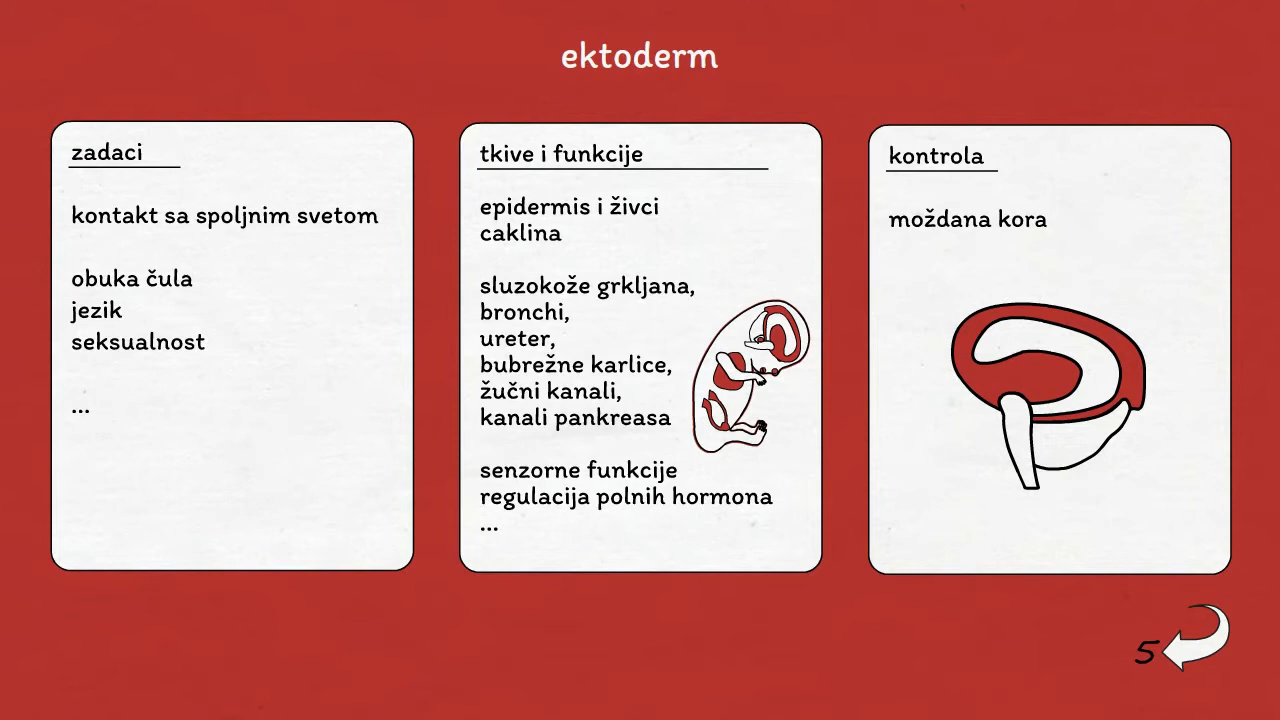 ektoderm
zadaci
kontakt sa spoljnim svetom
obuka čula
jezik
seksualnost
...
tkive i funkcije
epidermis i živci
caklina
sluzokože grkljana,
bronchi,
ureter,
bubrežne karlice,
žučni kanali,
kanali pankreasa
senzorne funkcije
regulacija polnih hormona
...
kontrola
moždana kora
5